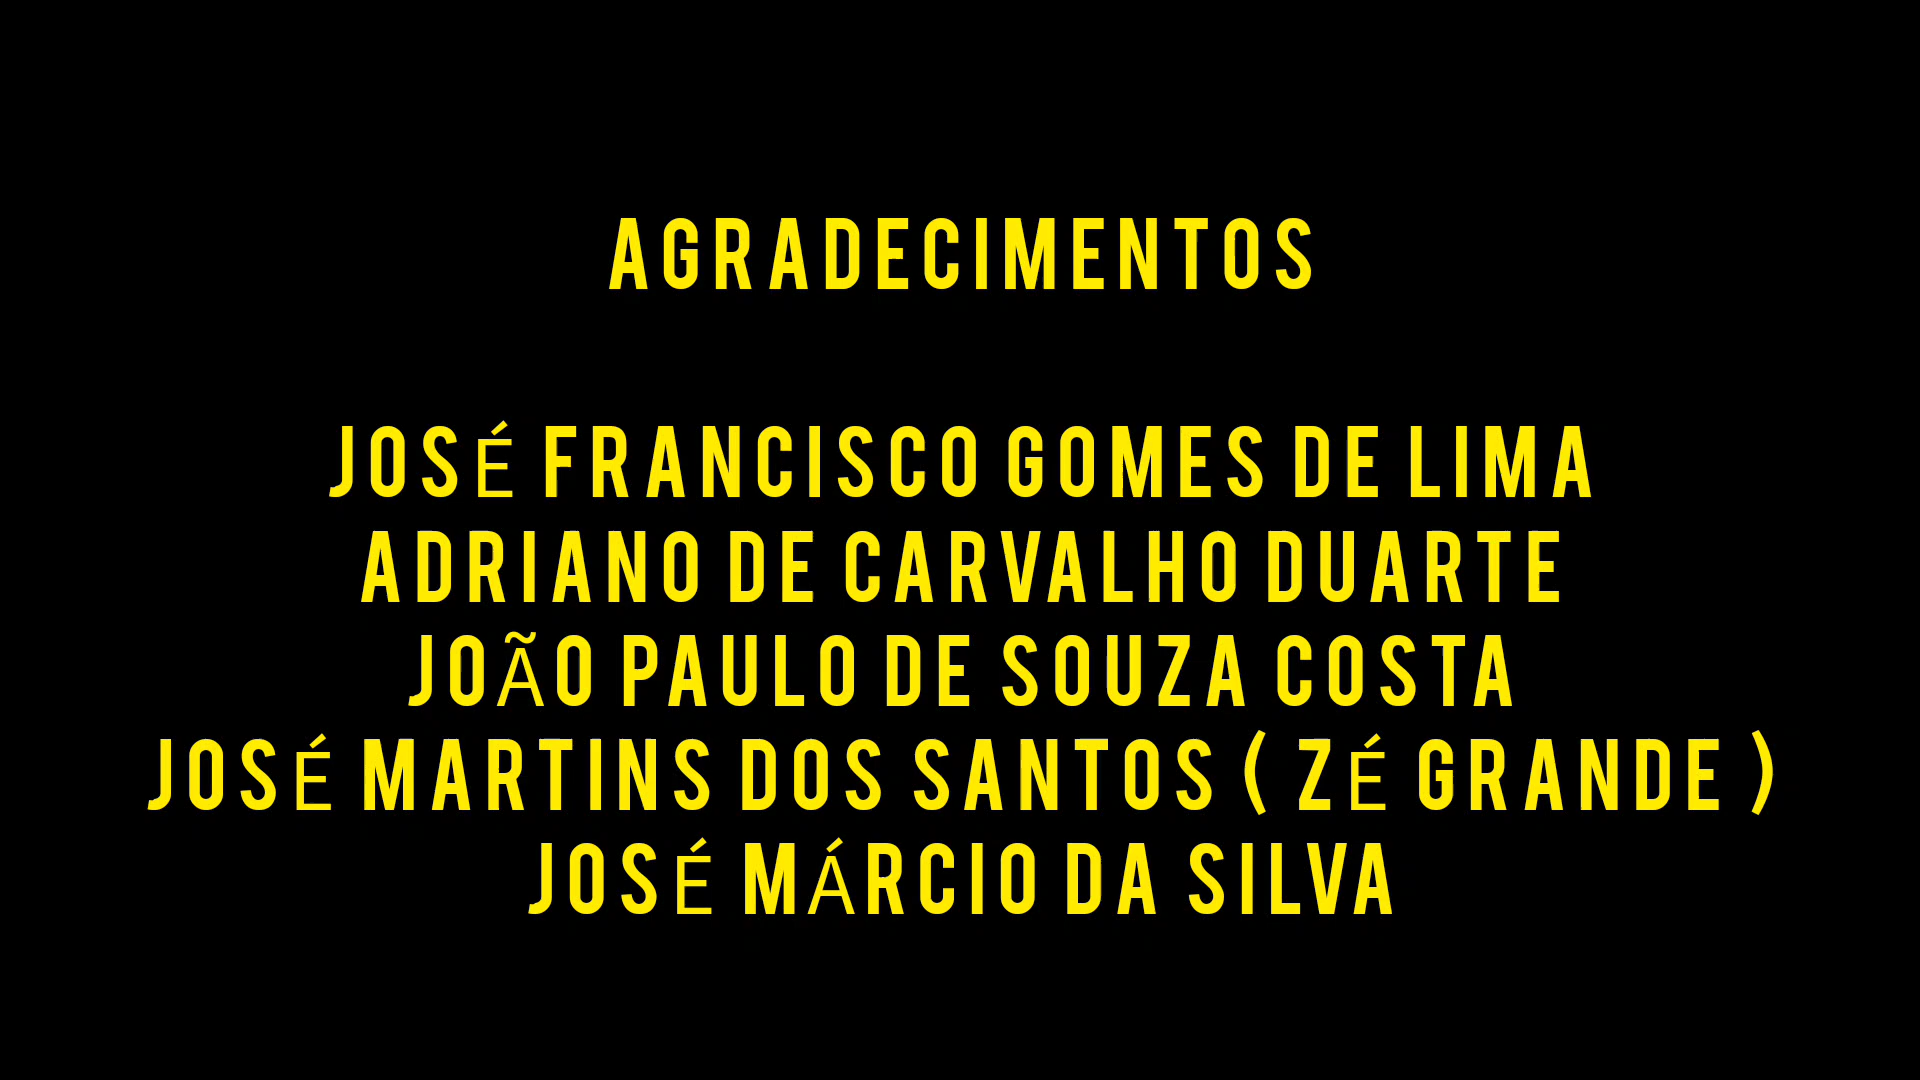 AGRADECIMENTOS
JOSÉ FRANCISCO GOMES DE LIMA
ADRIANO DE CARVALHO DUARTE
JOÃO PAULO DE SOUZA COSTA
JOSÉ MARTINS DOS SANTOS ( ZÉ GRANDE )
JOSÉ MÁRCIO DA SILVA